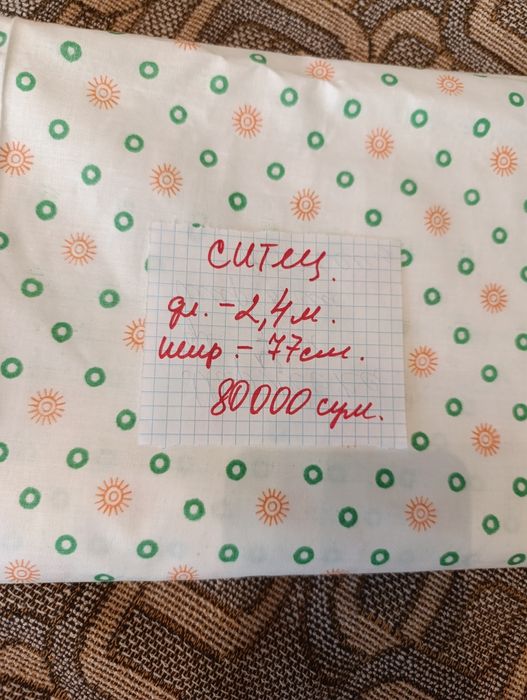 ситец.
дл. - 2,4 м.
шир. - 77 см.
80000 сум.